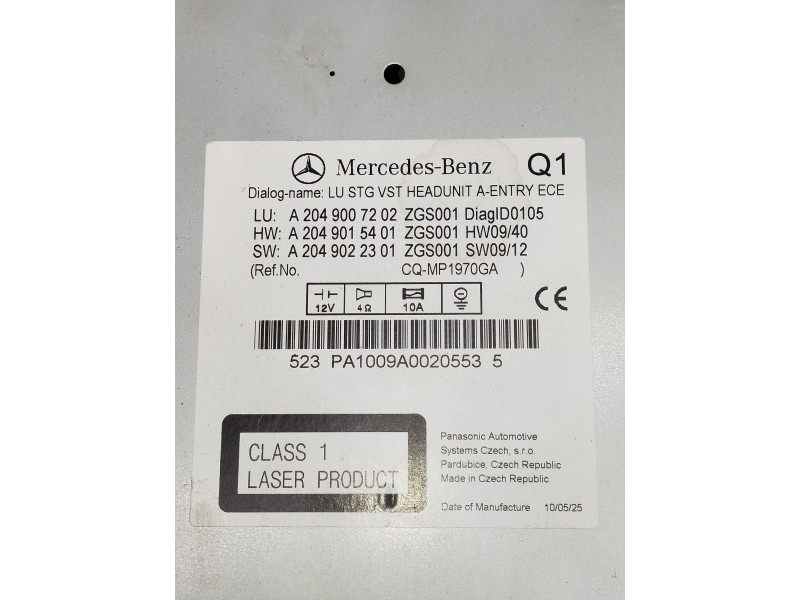 Mercedes-Benz Q1
Dialog-name: LU STG VST HEADUNIT A-ENTRY ECE
LU: A 204 900 72 02 ZGS001 DiagID0105
HW: A 204 901 54 01 ZGS001 HW09/40
SW: A 204 902 23 01 ZGS001 SW09/12
(Ref.No. CQ-MP1970GA )
12V 4Ω 10A
CE
523 PA1009A0020553 5
CLASS 1
LASER PRODUCT
Panasonic Automotive
Systems Czech, s.r.o.
Pardubice, Czech Republic
Made in Czech Republic
Date of Manufacture 10/05/25